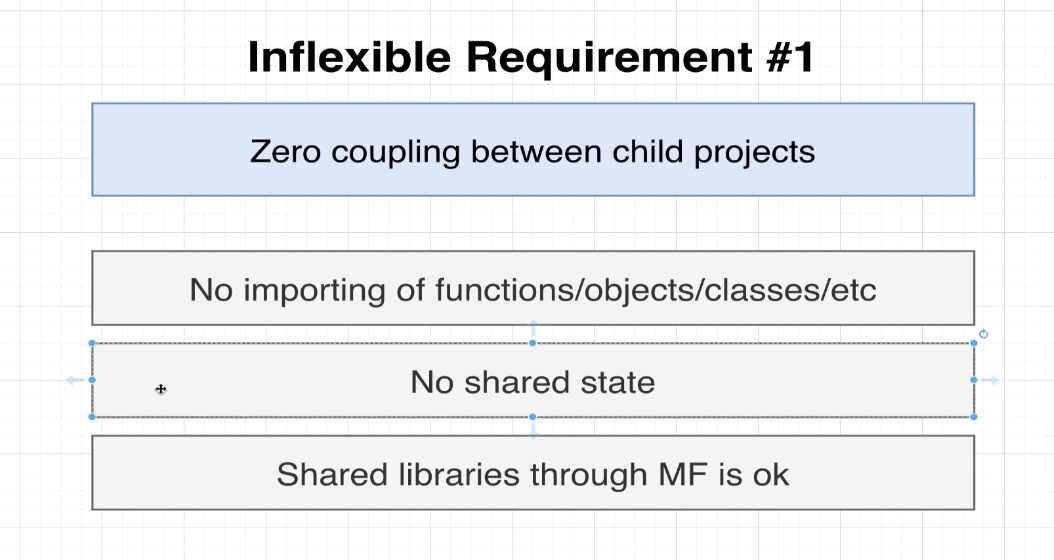 Inflexible Requirement #1
Zero coupling between child projects
No importing of functions/objects/classes/etc
No shared state
Shared libraries through MF is ok